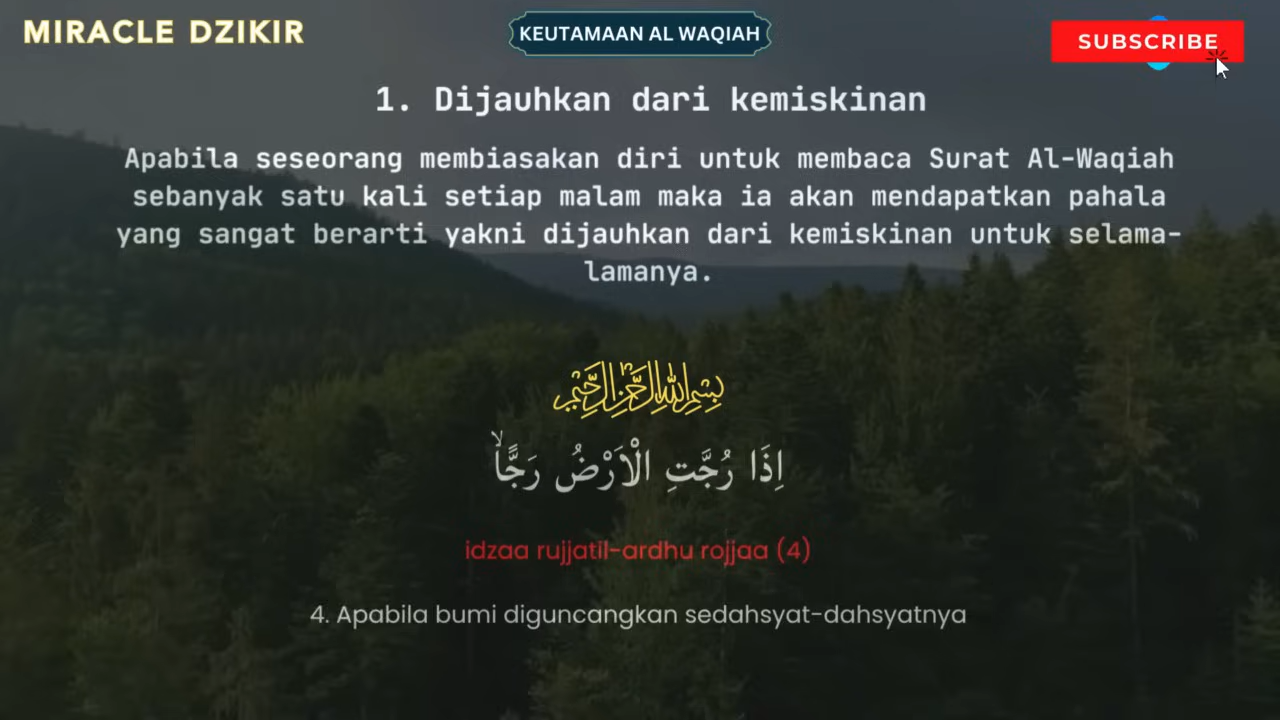 MIRACLE DZIKIR
KEUTAMAAN AL WAQIAH
SUBSCRIBE
1. Dijauhkan dari kemiskinan
Apabila seseorang membiasakan diri untuk membaca Surat Al-Waqiah
sebanyak satu kali setiap malam maka ia akan mendapatkan pahala
yang sangat berarti yakni dijauhkan dari kemiskinan untuk selama-
lamanya.
بِسْمِ اللّٰهِ الرَّحْمٰنِ الرَّحِيْمِ
اِذَا رُجَّتِ الْاَرْضُ رَجًّاۙ
idzaa rujjatil-ardhu rojjaa (4)
4. Apabila bumi diguncangkan sedahsyat-dahsyatnya